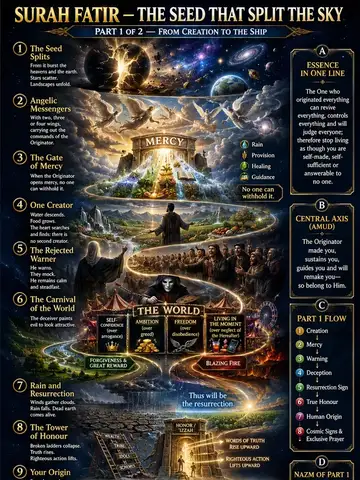 SURAH FATIR – THE SEED THAT SPLIT THE SKY
PART 1 OF 2 — FROM CREATION TO THE SHIP
1 The Seed
Splits
From it burst the
heavens and the earth.
Stars scatter.
Landscapes unfold.
2 Angelic
Messengers
With two, three
or four wings,
carrying out the
commands of the
Originator.
3 The Gate
of Mercy
When the Originator
opens mercy, no one
can withhold it.
MERCY
Rain
Provision
Healing
Guidance
No one can
withhold it.
4 One Creator
Water descends.
Food grows.
The heart searches
and finds: there is
no second creator.
5 The Rejected
Warner
He warns.
They mock.
He remains calm
and steadfast.
6 The Carnival
of the World
The deceiver paints
evil to look attractive.
THE WORLD
SELF-
CONFIDENCE
(over
arrogance)
AMBITION
(over
greed)
FREEDOM
(over
disobedience)
LIVING IN
THE MOMENT
(over neglect of
the Hereafter)
FORGIVENESS &
GREAT REWARD
BLAZING FIRE
7 Rain and
Resurrection
Winds gather clouds.
Rain falls. Dead earth
comes alive.
Thus will be
the resurrection
8 The Tower
of Honour
Broken ladders collapse.
Truth rises.
Righteous action lifts.
WEALTH
TRIBE
HONOUR /
'IZZAH
WORDS OF TRUTH
RISE UPWARD
RIGHTEOUS ACTION
LIFTS UPWARD
9 Your Origin
A
ESSENCE
IN ONE LINE
The One who
originated everything
can revive
everything, controls
everything and will
judge everyone;
therefore stop living
as though you are
self-made, self-
sufficient or
answerable to
no one.
B
CENTRAL AXIS
(AMUD)
The Originator
made you,
sustains you,
guides you and
will remake you—
so belong to Him.
C
PART 1 FLOW
1 Creation
2 Mercy
3 Warning
4 Deception
5 Resurrection Sign
6 True Honour
7 Human Origin
8 Cosmic Signs &
Exclusive Prayer
D
NAZM OF PART 1